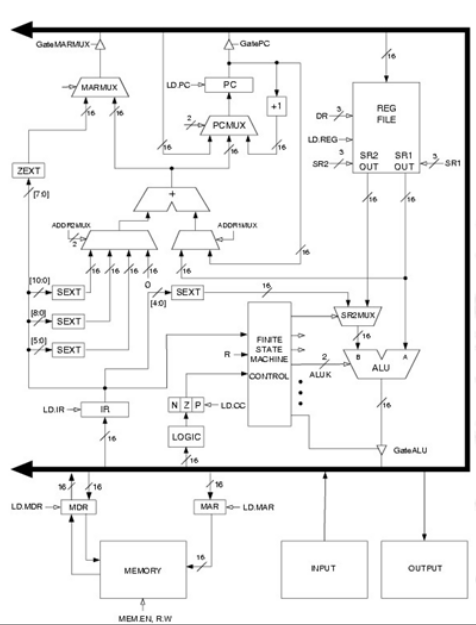 GateMARMUX
GatePC
16
MARMUX
LD.PC
PC
+1
REG
FILE
DR
3
LD.REG
SR2
3
SR2
OUT
SR1
OUT
3
SR1
2
PCMUX
16
16
16
16
16
ZEXT
[7:0]
+
16
16
ADDR2MUX
2
ADDR1MUX
16
16
16
16
16
0
16
16
[10:0]
SEXT
[4:0]
SEXT
16
[8:0]
SEXT
SR2MUX
[5:0]
SEXT
FINITE
STATE
MACHINE
CONTROL
R
16
2
ALUK
B
A
ALU
LD.IR
IR
N Z P
LD.CC
16
LOGIC
16
16
GateALU
16
16
16
LD.MDR
MDR
MAR
LD.MAR
16
MEMORY
INPUT
OUTPUT
MEM.EN, R.W